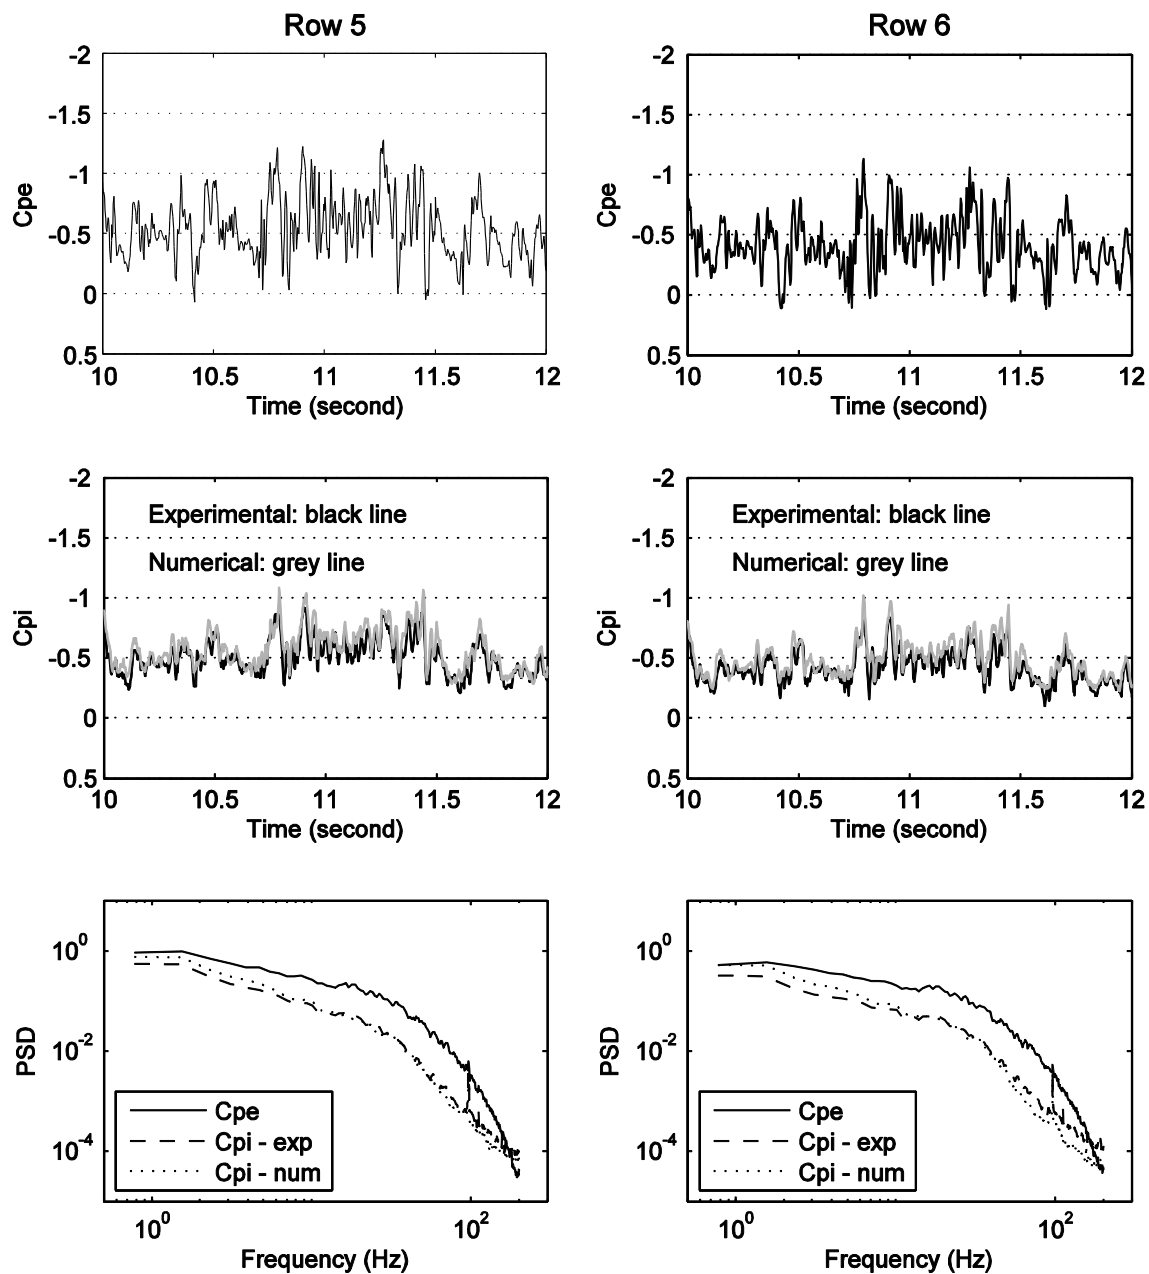 Row 5
Row 6
-2
-1.5
-1
-0.5
0
0.5
Cpe
10
10.5
11
11.5
12
Time (second)
-2
-1.5
-1
-0.5
0
0.5
Cpe
10
10.5
11
11.5
12
Time (second)
-2
-1.5
-1
-0.5
0
0.5
Cpi
Experimental: black line
Numerical: grey line
10
10.5
11
11.5
12
Time (second)
-2
-1.5
-1
-0.5
0
0.5
Cpi
Experimental: black line
Numerical: grey line
10
10.5
11
11.5
12
Time (second)
10^0
10^-2
10^-4
PSD
Cpe
Cpi - exp
Cpi - num
10^0
10^2
Frequency (Hz)
10^0
10^-2
10^-4
PSD
Cpe
Cpi - exp
Cpi - num
10^0
10^2
Frequency (Hz)